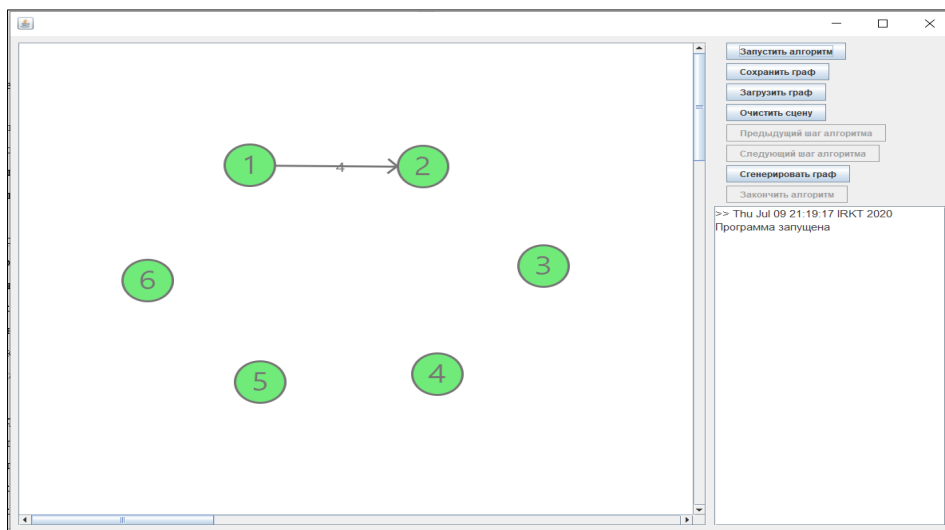 Запустить алгоритм
Сохранить граф
Загрузить граф
Очистить сцену
Предыдущий шаг алгоритма
Следующий шаг алгоритма
Сгенерировать граф
Закончить алгоритм
>> Thu Jul 09 21:19:17 IRKT 2020
Программа запущена
1
4
2
3
6
4
5